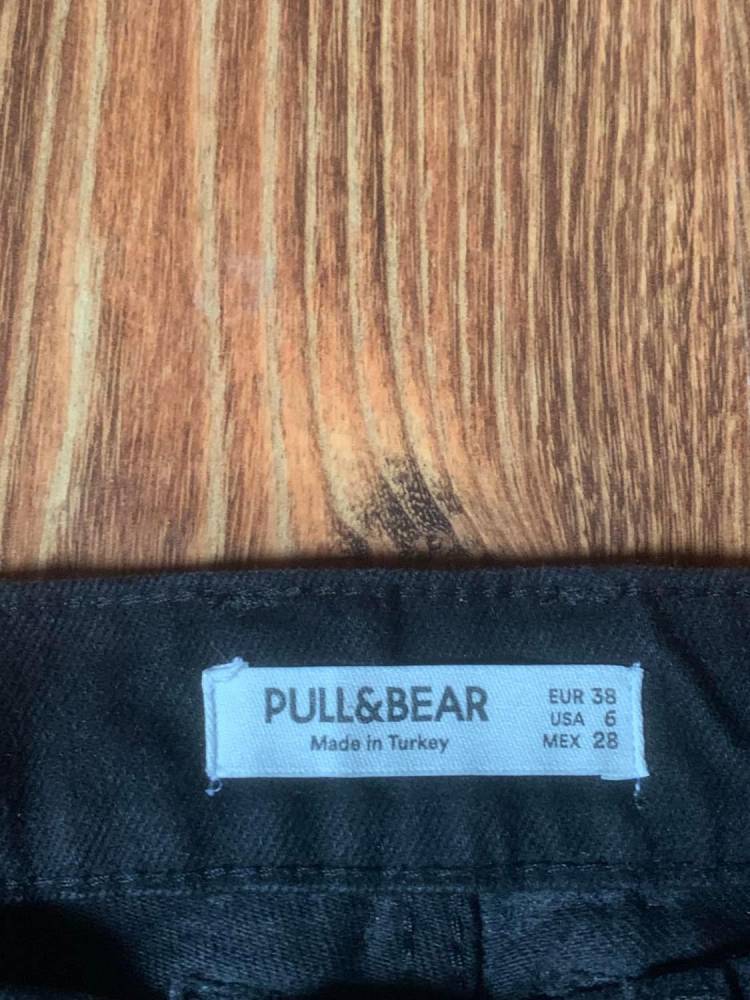 PULL&BEAR
Made in Turkey
EUR 38
USA 6
MEX 28